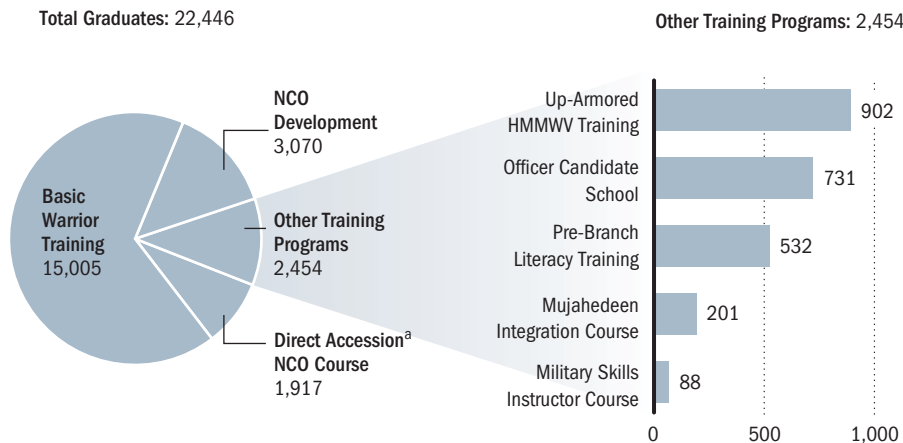 Total Graduates: 22,446
Other Training Programs: 2,454
Basic
Warrior
Training
15,005
NCO
Development
3,070
Other Training
Programs
2,454
Direct Accessionᵃ
NCO Course
1,917
Up-Armored
HMMWV Training
902
Officer Candidate
School
731
Pre-Branch
Literacy Training
532
Mujahedeen
Integration Course
201
Military Skills
Instructor Course
88
0 500 1,000